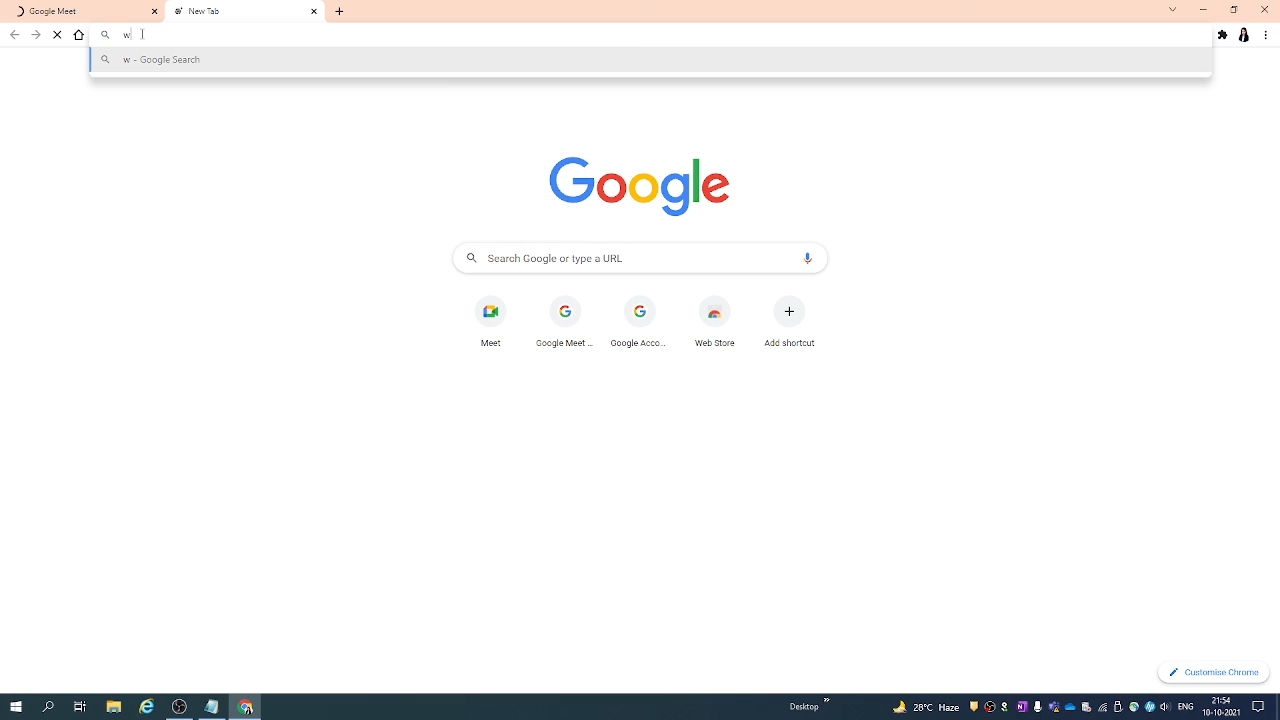 Google Meet
New Tab
w
w - Google Search
Google
Search Google or type a URL
Meet
Google Meet ...
Google Acco...
Web Store
Add shortcut
Customise Chrome
Desktop
28°C Haze
ENG
21:54
10-10-2021